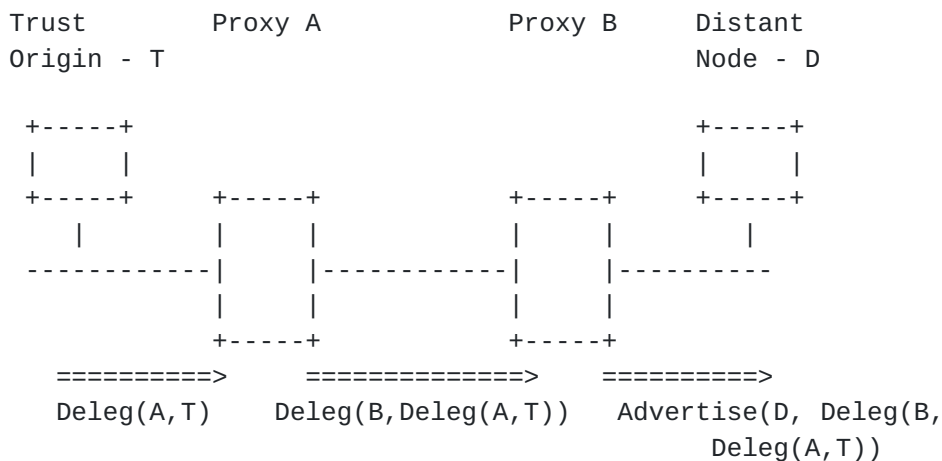 Trust Proxy A Proxy B Distant
Origin - T Node - D
Deleg(A,T) Deleg(B,Deleg(A,T)) Advertise(D, Deleg(B,
Deleg(A,T))